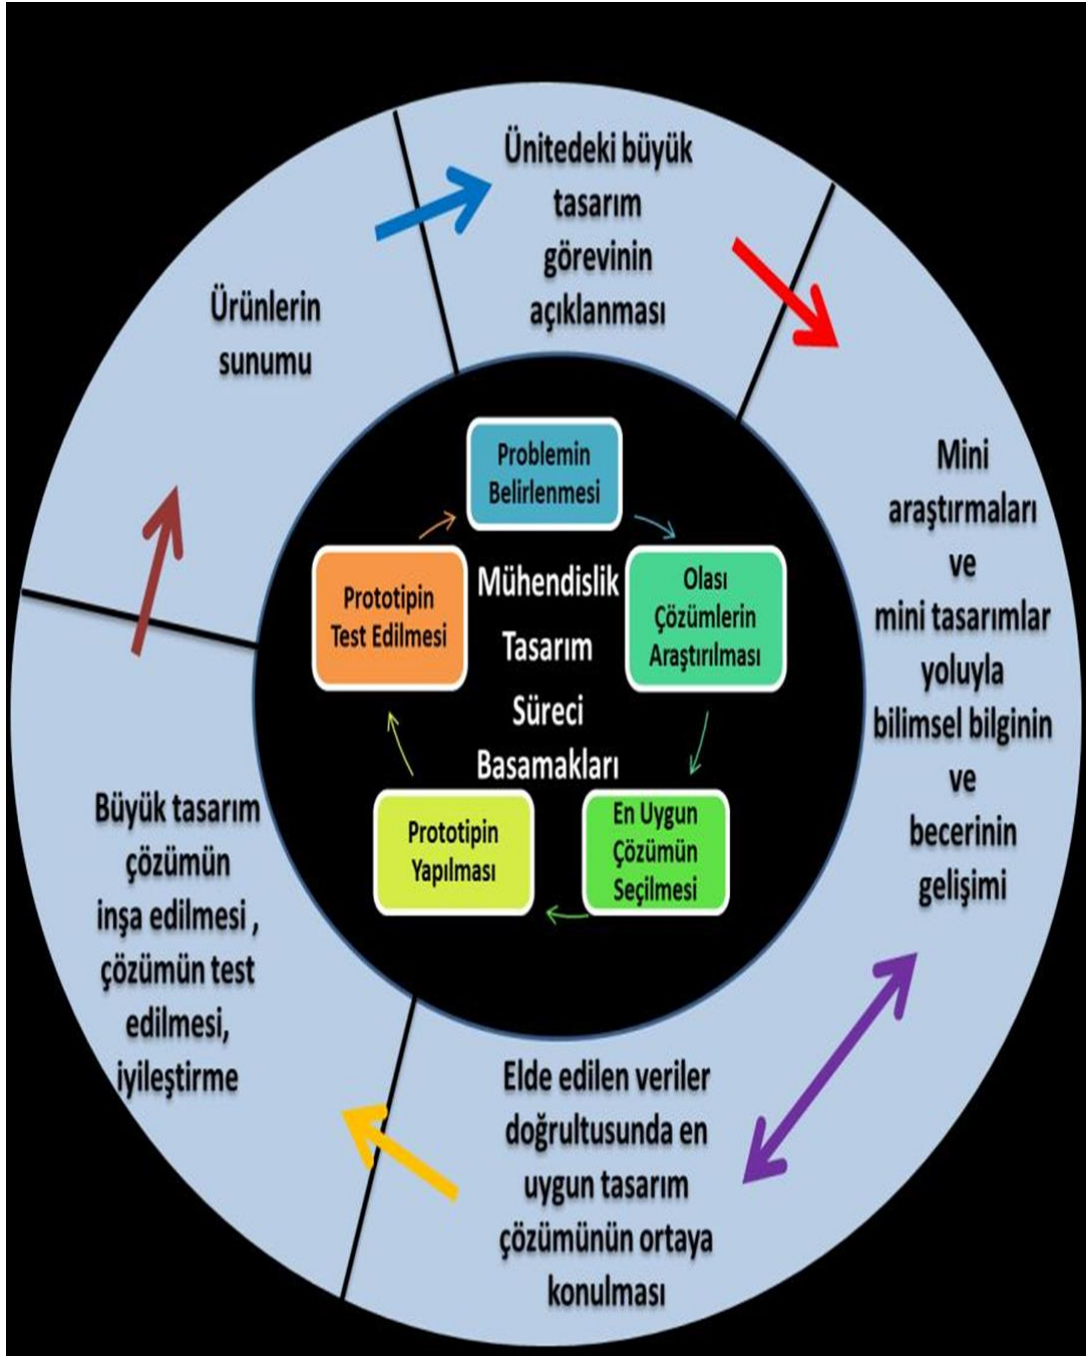 Ünitedeki büyük
tasarım
görevinin
açıklanması
Mini
araştırmaları
ve
mini tasarımlar
yoluyla
bilimsel bilginin
ve
becerinin
gelişimi
Elde edilen veriler
doğrultusunda en
uygun tasarım
çözümünün ortaya
konulması
Büyük tasarım
çözümün
inşa edilmesi ,
çözümün test
edilmesi,
iyileştirme
Ürünlerin
sunumu
Mühendislik
Tasarım
Süreci
Basamakları
Problemin
Belirlenmesi
Olası
Çözümlerin
Araştırılması
En Uygun
Çözümün
Seçilmesi
Prototipin
Yapılması
Prototipin
Test Edilmesi